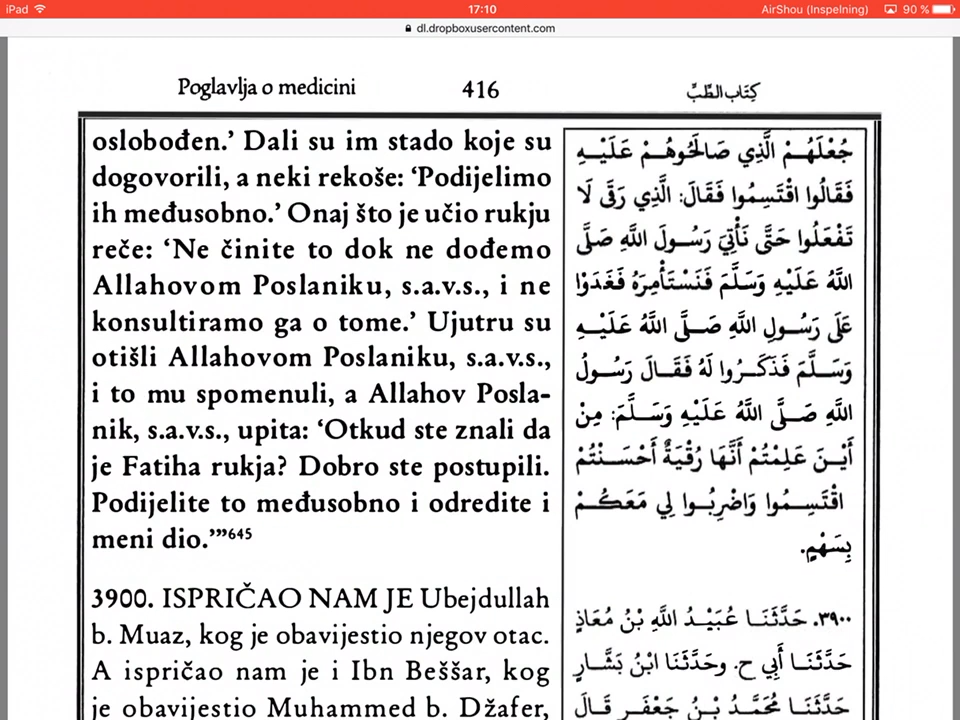 iPad 17:10 AirShou (Inspelning) 90 %
dl.dropboxusercontent.com
Poglavlja o medicini 416 كِتَاب الطِّبِّ
oslobođen.’ Dali su im stado koje su
dogovorili, a neki rekoše: ‘Podijelimo
ih međusobno.’ Onaj što je učio rukju
reče: ‘Ne činite to dok ne dođemo
Allahovom Poslaniku, s.a.v.s., i ne
konsultiramo ga o tome.’ Ujutru su
otišli Allahovom Poslaniku, s.a.v.s.,
i to mu spomenuli, a Allahov Posla-
nik, s.a.v.s., upita: ‘Otkud ste znali da
je Fatiha rukja? Dobro ste postupili.
Podijelite to međusobno i odredite i
meni dio.’”645
3900. ISPRIČAO NAM JE Ubejdullah
b. Muaz, kog je obavijestio njegov otac.
A ispričao nam je i Ibn Beššar, kog
je obavijestio Muhammed b. Džafer,
جُعْلَهُمْ الَّذِي صَالَحُوهُمْ عَلَيْهِ
فَقَالُوا اقْتَسِمُوا فَقَالَ: الَّذِي رَقَى لَا
تَفْعَلُوا حَتَّى نَأْتِيَ رَسُولَ اللَّهِ صَلَّى
اللَّهُ عَلَيْهِ وَسَلَّمَ فَنَسْتَأْمِرَهُ فَغَدَوْا
عَلَى رَسُولِ اللَّهِ صَلَّى اللَّهُ عَلَيْهِ
وَسَلَّمَ فَذَكَرُوا لَهُ فَقَالَ رَسُولُ
اللَّهِ صَلَّى اللَّهُ عَلَيْهِ وَسَلَّمَ: مِنْ
أَيْنَ عَلِمْتُمْ أَنَّهَا رُقْيَةٌ أَحْسَنْتُمْ
اقْتَسِمُوا وَاضْرِبُوا لِي مَعَكُمْ
بِسَهْمٍ.
٣٩٠٠. حَدَّثَنَا عُبَيْدُ اللَّهِ بْنُ مُعَاذٍ
حَدَّثَنَا أَبِي ح. وحَدَّثَنَا ابْنُ بَشَّارٍ
حَدَّثَنَا مُحَمَّدُ بْنُ جَعْفَرٍ قَالَ